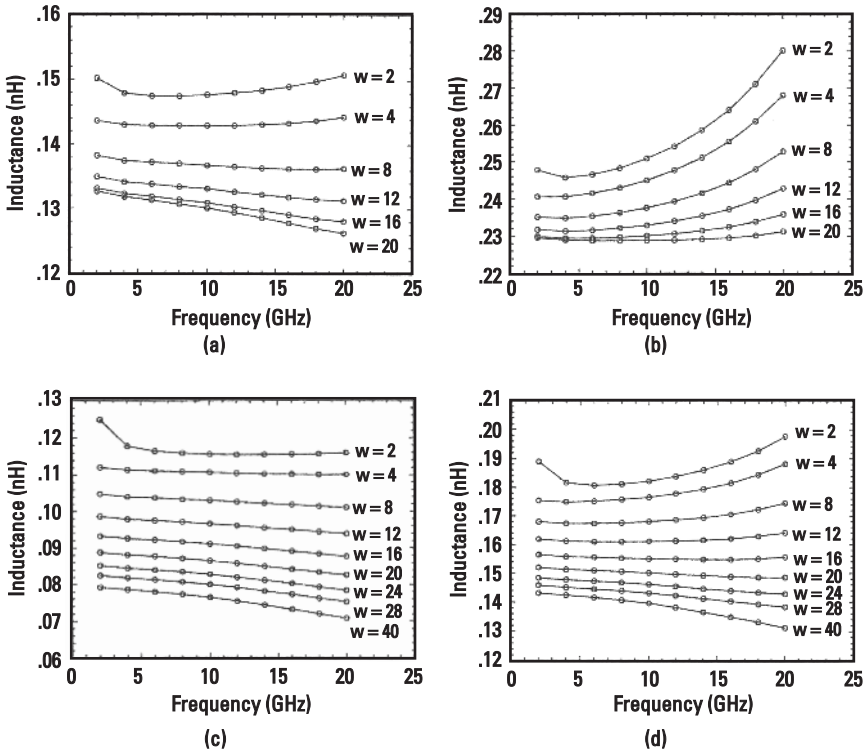 .16
.15
.14
.13
.12
Inductance (nH)
w = 2
w = 4
w = 8
w = 12
w = 16
w = 20
0 5 10 15 20 25
Frequency (GHz)
(a)
.29
.28
.27
.26
.25
.24
.23
.22
Inductance (nH)
w = 2
w = 4
w = 8
w = 12
w = 16
w = 20
0 5 10 15 20 25
Frequency (GHz)
(b)
.13
.12
.11
.10
.09
.08
.07
.06
Inductance (nH)
w = 2
w = 4
w = 8
w = 12
w = 16
w = 20
w = 24
w = 28
w = 40
0 5 10 15 20 25
Frequency (GHz)
(c)
.21
.20
.19
.18
.17
.16
.15
.14
.13
.12
Inductance (nH)
w = 2
w = 4
w = 8
w = 12
w = 16
w = 20
w = 24
w = 28
w = 40
0 5 10 15 20 25
Frequency (GHz)
(d)